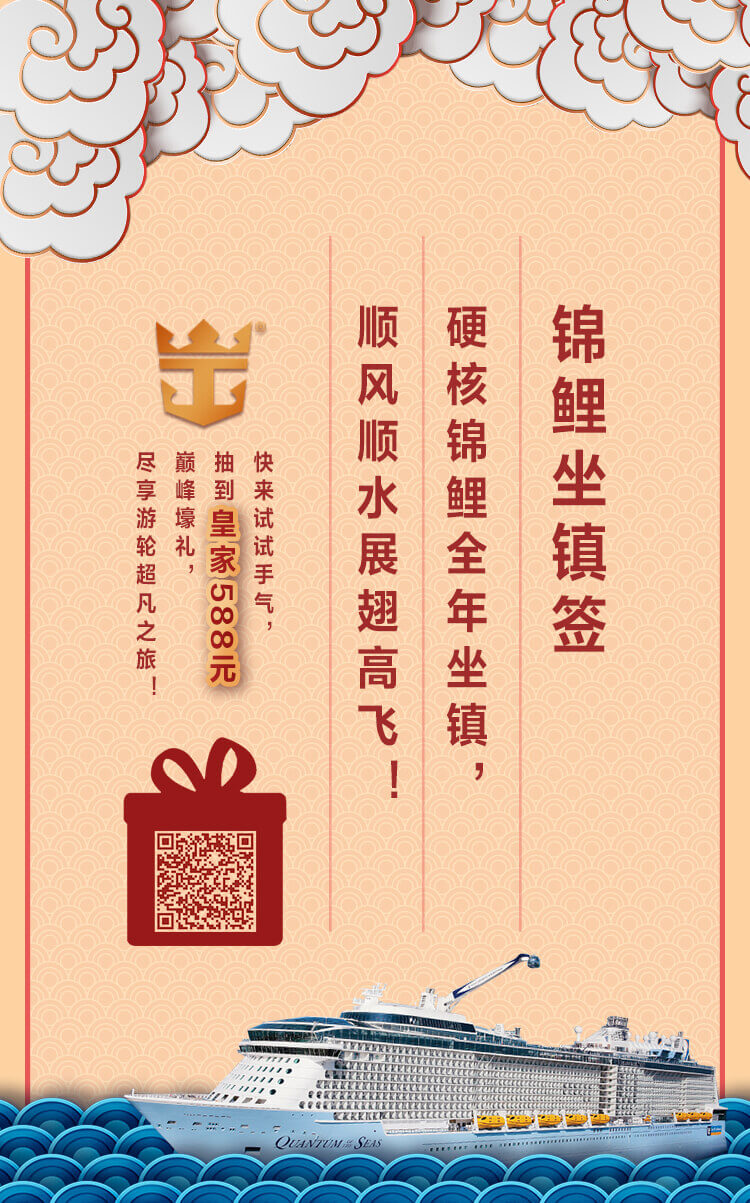 锦鲤坐镇签
硬核锦鲤全年坐镇，
顺风顺水展翅高飞！
快来试试手气，
抽到皇家588元
巅峰壕礼，
尽享游轮超凡之旅！
®
QUANTUM OF THE SEAS